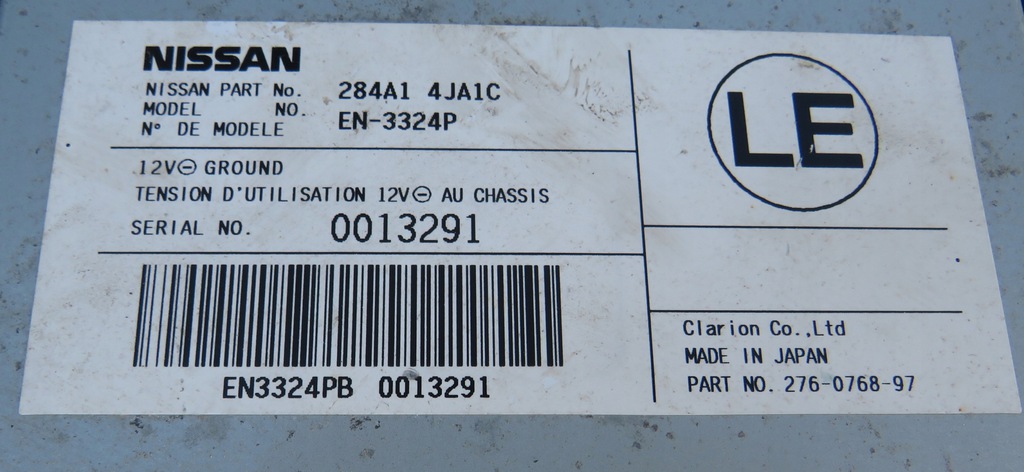 NISSAN
NISSAN PART No. 284A1 4JA1C
MODEL NO.
N° DE MODELE EN-3324P
12V⊖ GROUND
TENSION D'UTILISATION 12V⊖ AU CHASSIS
SERIAL NO. 0013291
EN3324PB 0013291
LE
Clarion Co.,Ltd
MADE IN JAPAN
PART NO. 276-0768-97